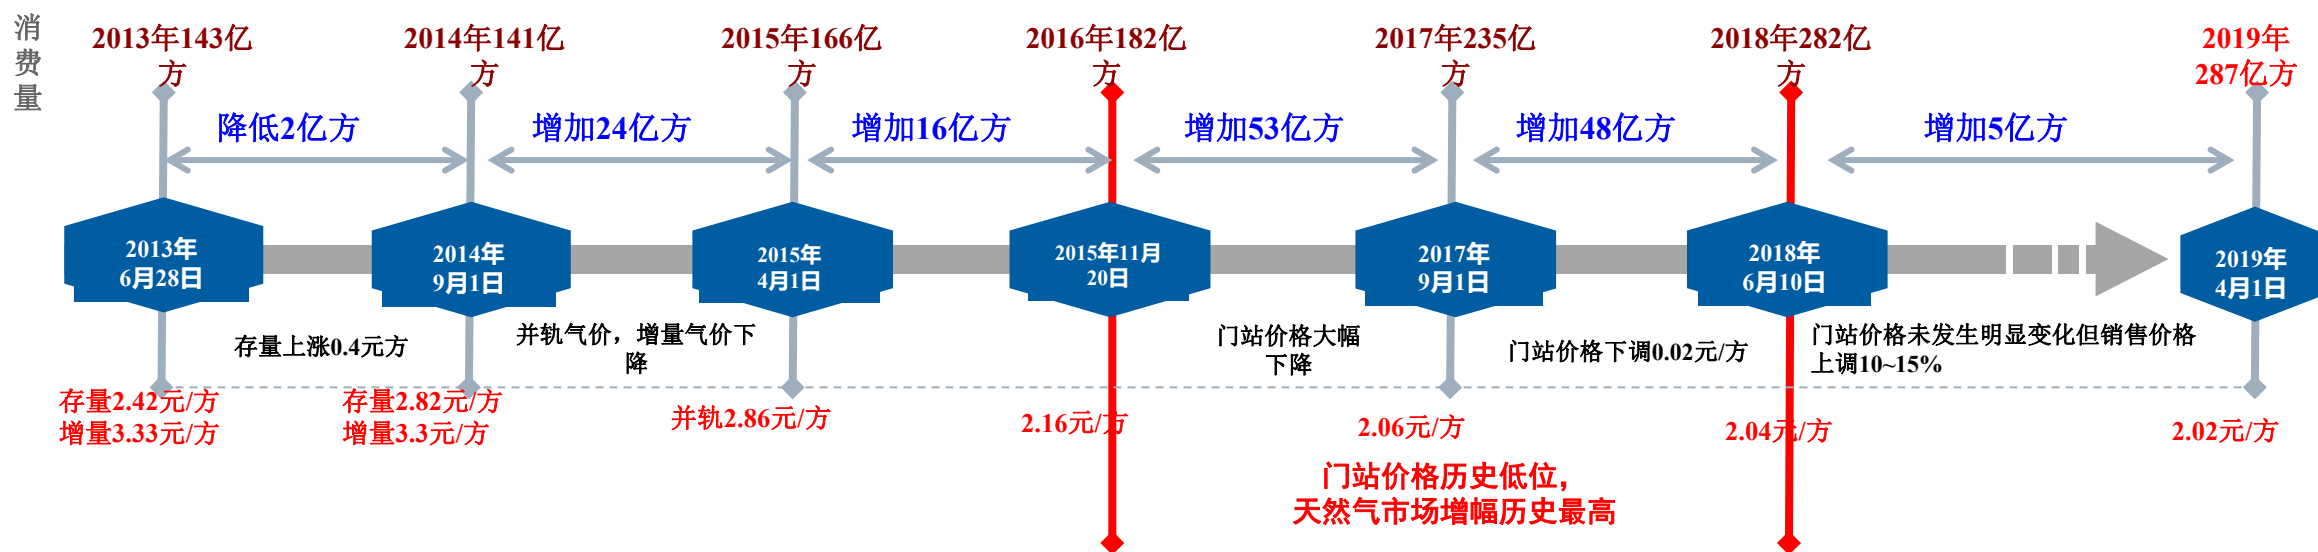 消
费
量
2013年143亿
方
2014年141亿
方
2015年166亿
方
2016年182亿
方
2017年235亿
方
2018年282亿
方
2019年
287亿方
降低2亿方
增加24亿方
增加16亿方
增加53亿方
增加48亿方
增加5亿方
2013年
6月28日
2014年
9月1日
2015年
4月1日
2015年11月
20日
2017年
9月1日
2018年
6月10日
2019年
4月1日
存量上涨0.4元方
并轨气价，增量气价下
降
门站价格大幅
下降
门站价格下调0.02元/方
门站价格未发生明显变化但销售价格
上调10~15%
存量2.42元/方
增量3.33元/方
存量2.82元/方
增量3.3元/方
并轨2.86元/方
2.16元/方
2.06元/方
2.04元/方
2.02元/方
门站价格历史低位，
天然气市场增幅历史最高